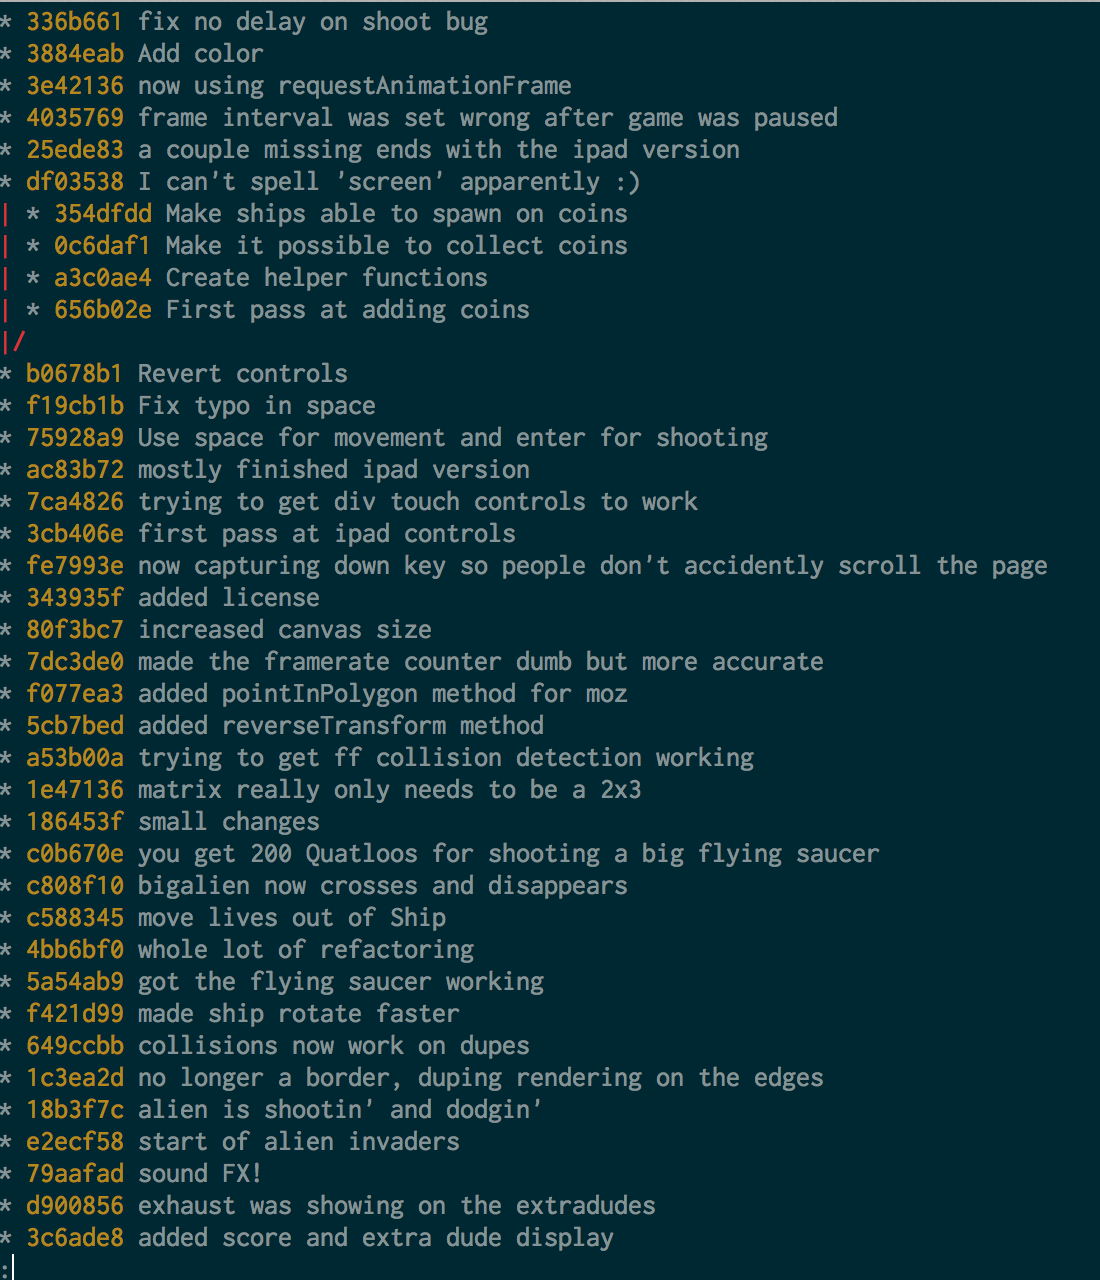 * 336b661 fix no delay on shoot bug
* 3884eab Add color
* 3e42136 now using requestAnimationFrame
* 4035769 frame interval was set wrong after game was paused
* 25ede83 a couple missing ends with the ipad version
* df03538 I can't spell 'screen' apparently :)
| * 354dfdd Make ships able to spawn on coins
| * 0c6daf1 Make it possible to collect coins
| * a3c0ae4 Create helper functions
| * 656b02e First pass at adding coins
|/
* b0678b1 Revert controls
* f19cb1b Fix typo in space
* 75928a9 Use space for movement and enter for shooting
* ac83b72 mostly finished ipad version
* 7ca4826 trying to get div touch controls to work
* 3cb406e first pass at ipad controls
* fe7993e now capturing down key so people don't accidently scroll the page
* 343935f added license
* 80f3bc7 increased canvas size
* 7dc3de0 made the framerate counter dumb but more accurate
* f077ea3 added pointInPolygon method for moz
* 5cb7bed added reverseTransform method
* a53b00a trying to get ff collision detection working
* 1e47136 matrix really only needs to be a 2x3
* 186453f small changes
* c0b670e you get 200 Quatloos for shooting a big flying saucer
* c808f10 bigalien now crosses and disappears
* c588345 move lives out of Ship
* 4bb6bf0 whole lot of refactoring
* 5a54ab9 got the flying saucer working
* f421d99 made ship rotate faster
* 649ccbb collisions now work on dupes
* 1c3ea2d no longer a border, duping rendering on the edges
* 18b3f7c alien is shootin' and dodgin'
* e2ecf58 start of alien invaders
* 79aafad sound FX!
* d900856 exhaust was showing on the extradudes
* 3c6ade8 added score and extra dude display
: